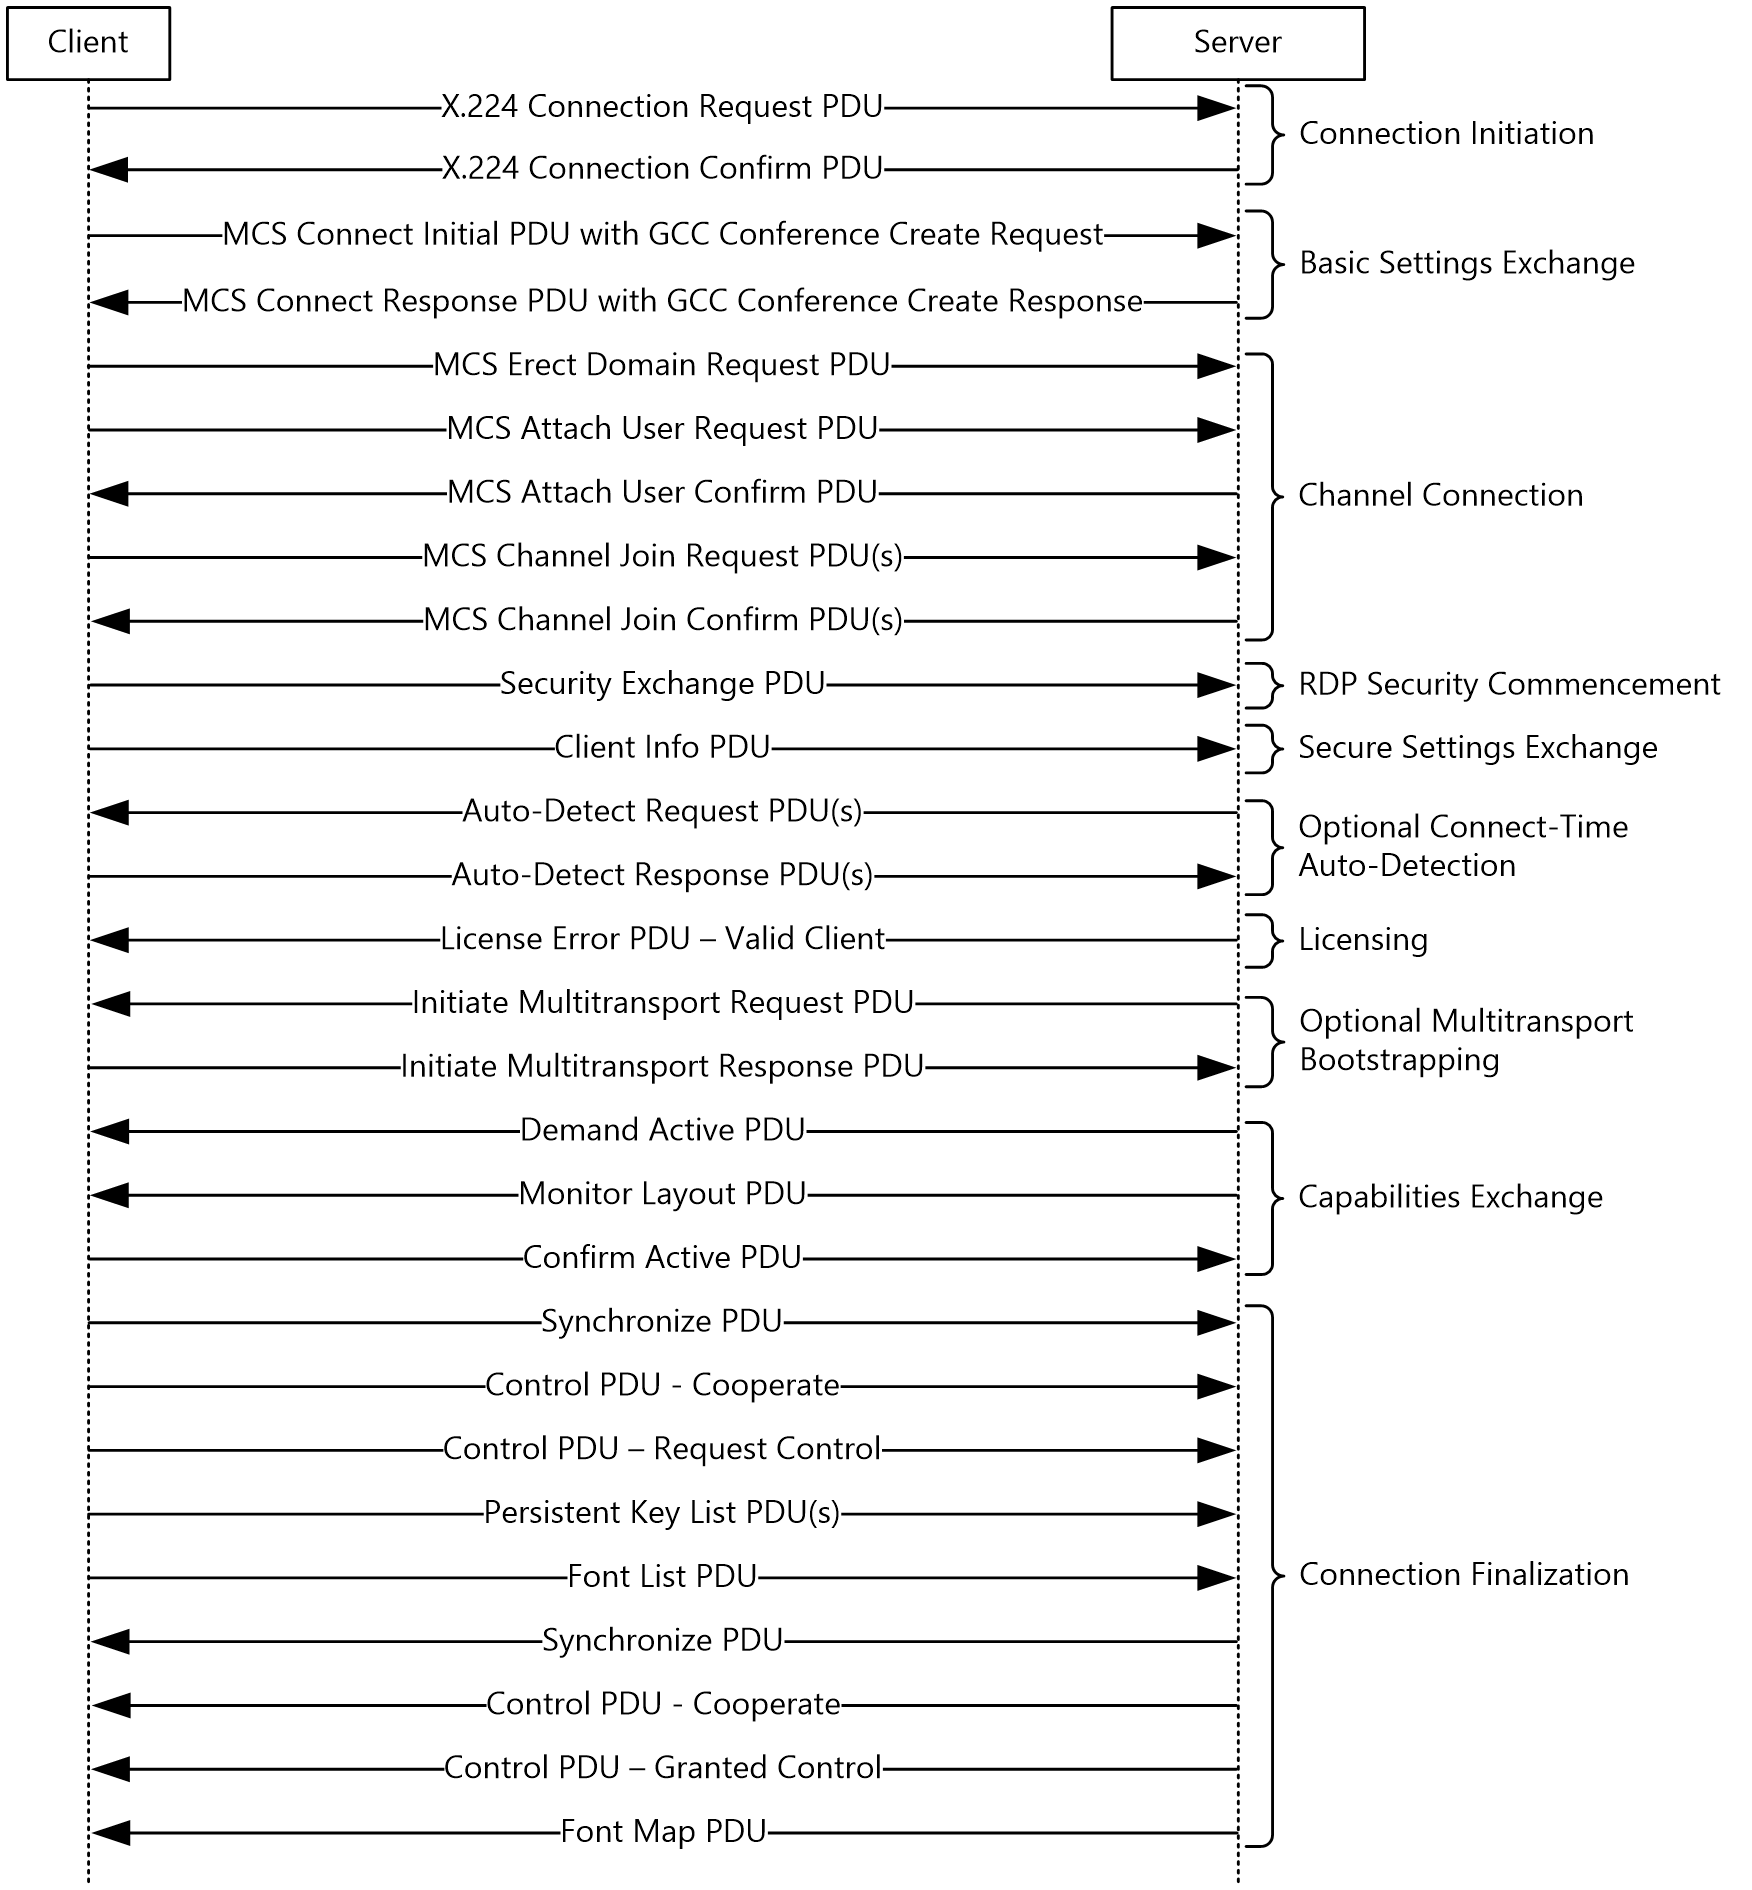 Client
Server
X.224 Connection Request PDU
Connection Initiation
X.224 Connection Confirm PDU
MCS Connect Initial PDU with GCC Conference Create Request
Basic Settings Exchange
MCS Connect Response PDU with GCC Conference Create Response
MCS Erect Domain Request PDU
MCS Attach User Request PDU
MCS Attach User Confirm PDU
Channel Connection
MCS Channel Join Request PDU(s)
MCS Channel Join Confirm PDU(s)
Security Exchange PDU
RDP Security Commencement
Client Info PDU
Secure Settings Exchange
Auto-Detect Request PDU(s)
Optional Connect-Time
Auto-Detection
Auto-Detect Response PDU(s)
License Error PDU – Valid Client
Licensing
Initiate Multitransport Request PDU
Optional Multitransport
Bootstrapping
Initiate Multitransport Response PDU
Demand Active PDU
Monitor Layout PDU
Capabilities Exchange
Confirm Active PDU
Synchronize PDU
Control PDU - Cooperate
Control PDU – Request Control
Persistent Key List PDU(s)
Font List PDU
Connection Finalization
Synchronize PDU
Control PDU - Cooperate
Control PDU – Granted Control
Font Map PDU